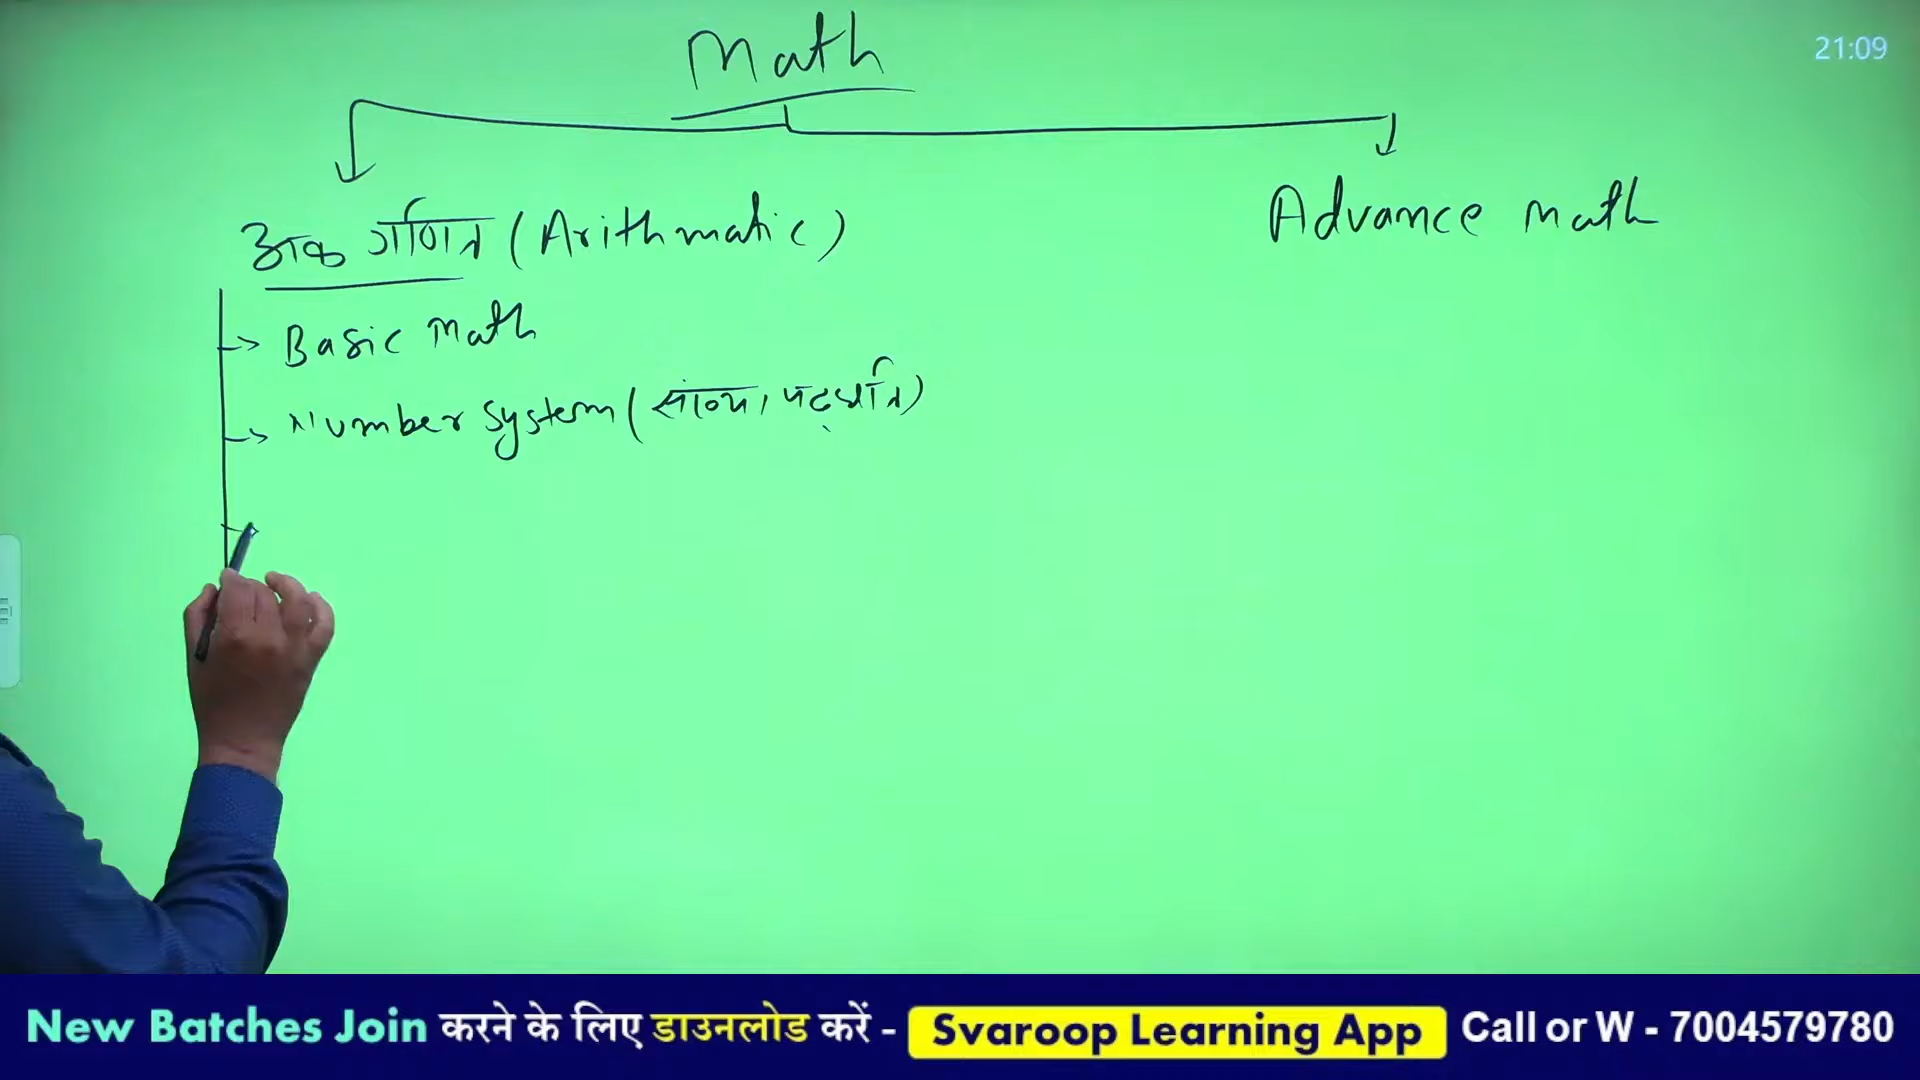 Math
21:09
अंक गणित (Arithmatic)
Advance math
Basic Math
Number System (संख्या पद्धति)
New Batches Join करने के लिए डाउनलोड करें - Svaroop Learning App Call or W - 7004579780